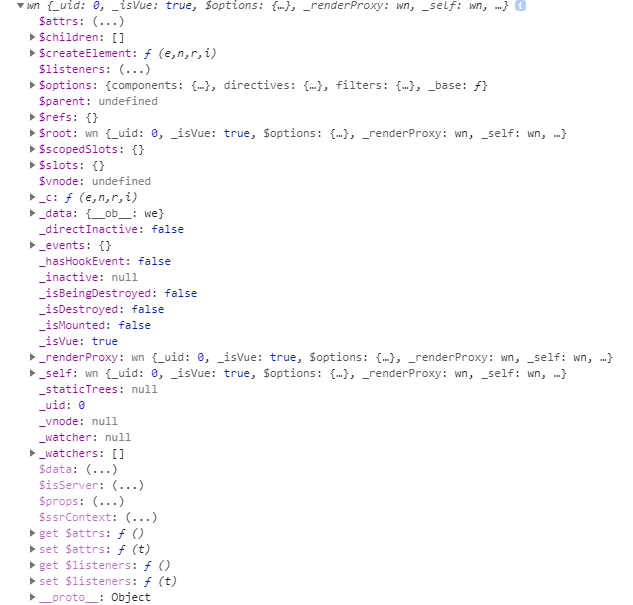 wn {_uid: 0, _isVue: true, $options: {…}, _renderProxy: wn, _self: wn, …} i
$attrs: (...)
$children: []
$createElement: ƒ (e,n,r,i)
$listeners: (...)
$options: {components: {…}, directives: {…}, filters: {…}, _base: ƒ}
$parent: undefined
$refs: {}
$root: wn {_uid: 0, _isVue: true, $options: {…}, _renderProxy: wn, _self: wn, …}
$scopedSlots: {}
$slots: {}
$vnode: undefined
_c: ƒ (e,n,r,i)
_data: {__ob__: we}
_directInactive: false
_events: {}
_hasHookEvent: false
_inactive: null
_isBeingDestroyed: false
_isDestroyed: false
_isMounted: false
_isVue: true
_renderProxy: wn {_uid: 0, _isVue: true, $options: {…}, _renderProxy: wn, _self: wn, …}
_self: wn {_uid: 0, _isVue: true, $options: {…}, _renderProxy: wn, _self: wn, …}
_staticTrees: null
_uid: 0
_vnode: null
_watcher: null
_watchers: []
$data: (...)
$isServer: (...)
$props: (...)
$ssrContext: (...)
get $attrs: ƒ ()
set $attrs: ƒ (t)
get $listeners: ƒ ()
set $listeners: ƒ (t)
__proto__: Object